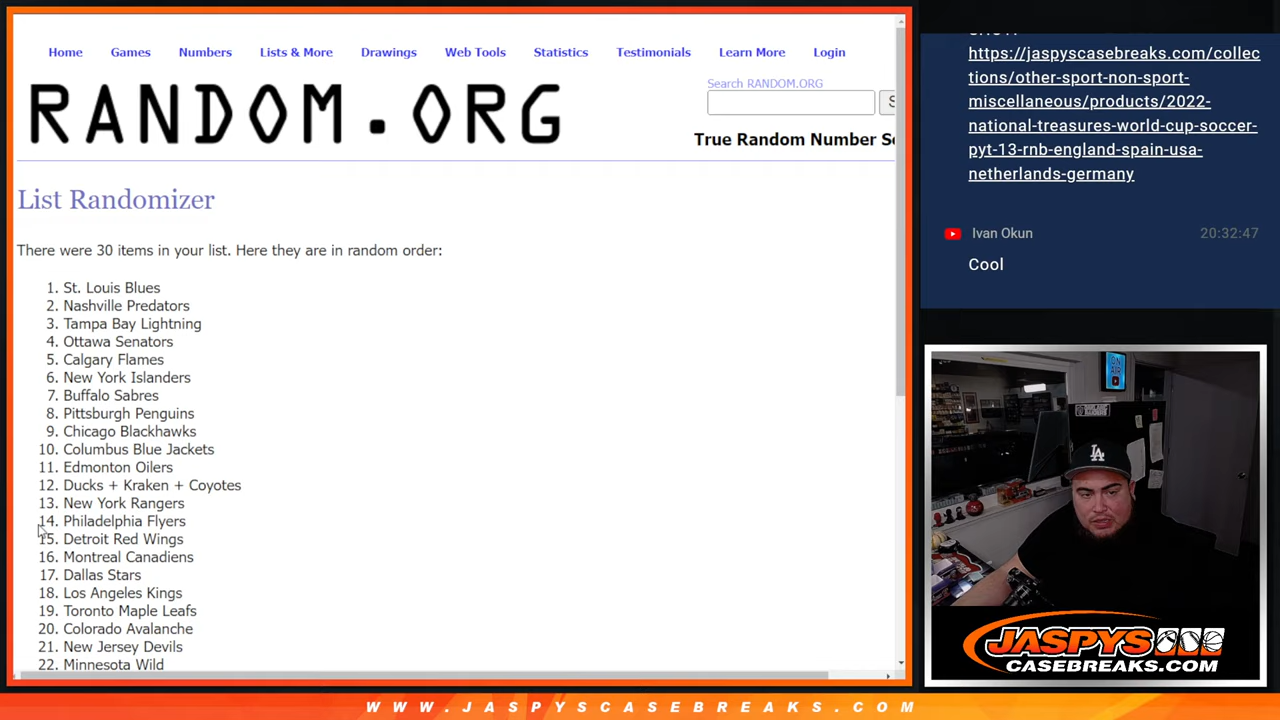 Home Games Numbers Lists & More Drawings Web Tools Statistics Testimonials Learn More Login
RANDOM.ORG
Search RANDOM.ORG
True Random Number Se
List Randomizer
There were 30 items in your list. Here they are in random order:
1. St. Louis Blues
2. Nashville Predators
3. Tampa Bay Lightning
4. Ottawa Senators
5. Calgary Flames
6. New York Islanders
7. Buffalo Sabres
8. Pittsburgh Penguins
9. Chicago Blackhawks
10. Columbus Blue Jackets
11. Edmonton Oilers
12. Ducks + Kraken + Coyotes
13. New York Rangers
14. Philadelphia Flyers
15. Detroit Red Wings
16. Montreal Canadiens
17. Dallas Stars
18. Los Angeles Kings
19. Toronto Maple Leafs
20. Colorado Avalanche
21. New Jersey Devils
22. Minnesota Wild
https://jaspyscasebreaks.com/collec
tions/other-sport-non-sport-
miscellaneous/products/2022-
national-treasures-world-cup-soccer-
pyt-13-rnb-england-spain-usa-
netherlands-germany
Ivan Okun 20:32:47
Cool
ON AIR
LA
JASPYS
CASEBREAKS.COM
WWW.JASPYSCASEBREAKS.COM